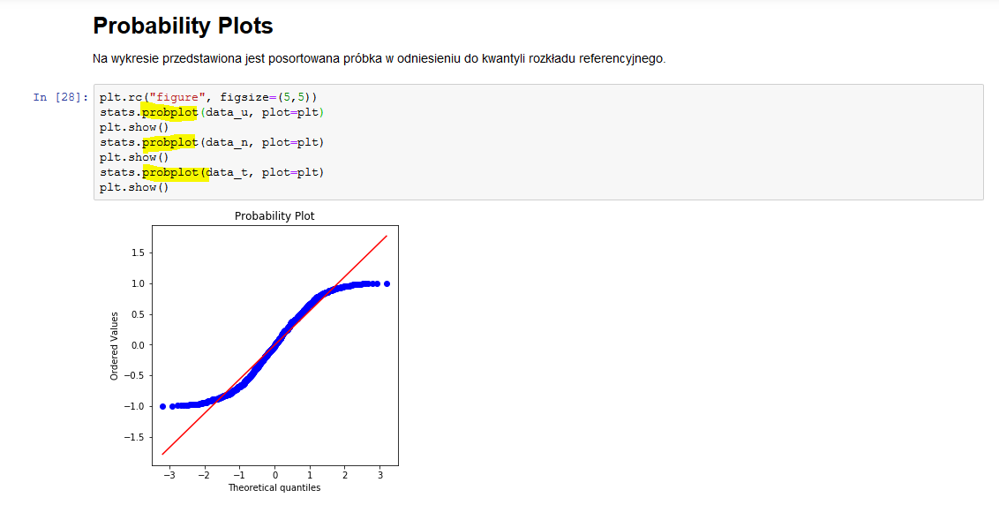 Probability Plots
Na wykresie przedstawiona jest posortowana próbka w odniesieniu do kwantyli rozkładu referencyjnego.
In [28]: plt.rc("figure", figsize=(5,5))
stats.probplot(data_u, plot=plt)
plt.show()
stats.probplot(data_n, plot=plt)
plt.show()
stats.probplot(data_t, plot=plt)
plt.show()
Probability Plot
1.5
1.0
0.5
0.0
−0.5
−1.0
−1.5
Ordered Values
−3 −2 −1 0 1 2 3
Theoretical quantiles